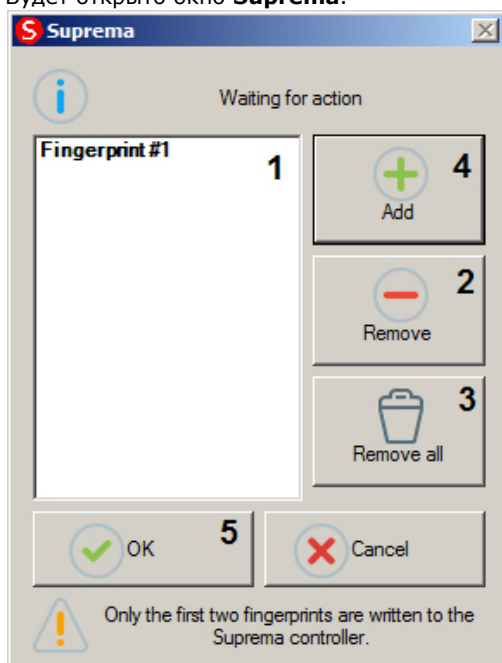 Будет открыто окно Suprema.
Suprema
Waiting for action
Fingerprint #1
1
4
Add
2
Remove
3
Remove all
OK
5
Cancel
Only the first two fingerprints are written to the
Suprema controller.